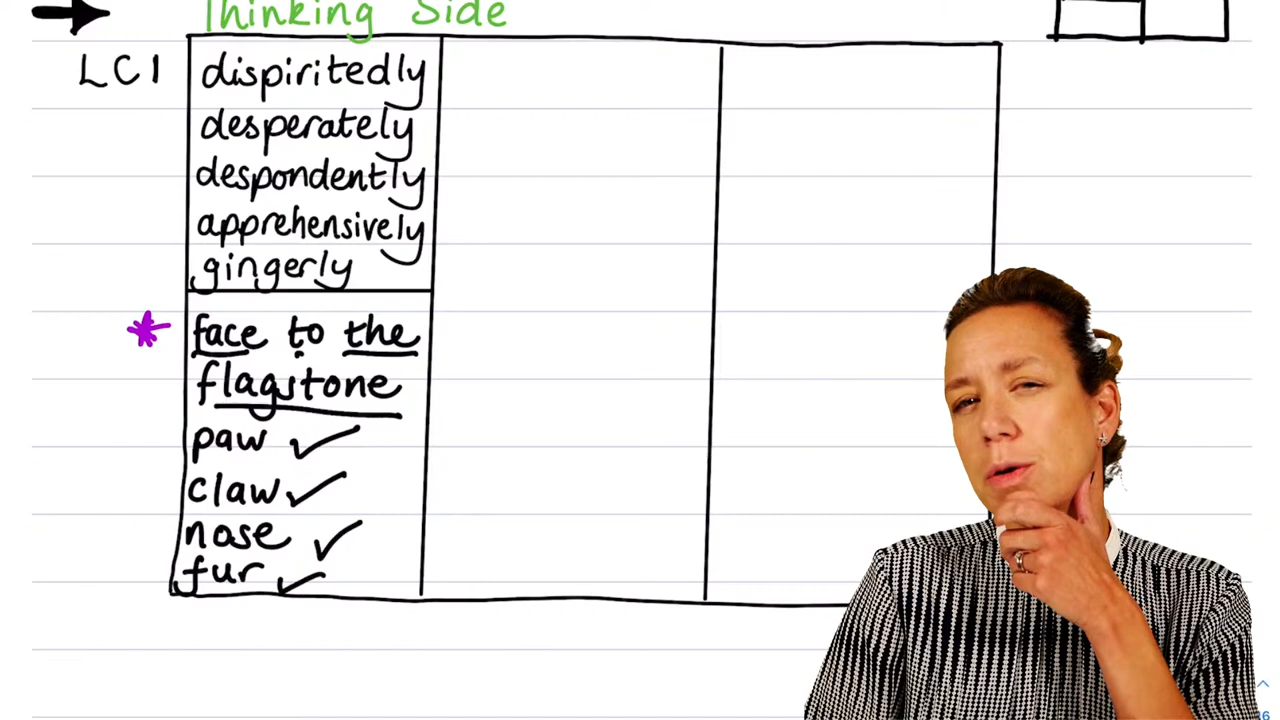 Thinking Side
LC1
dispiritedly
desperately
despondently
apprehensively
gingerly
face to the
flagstone
paw ✓
claw ✓
nose ✓
fur ✓